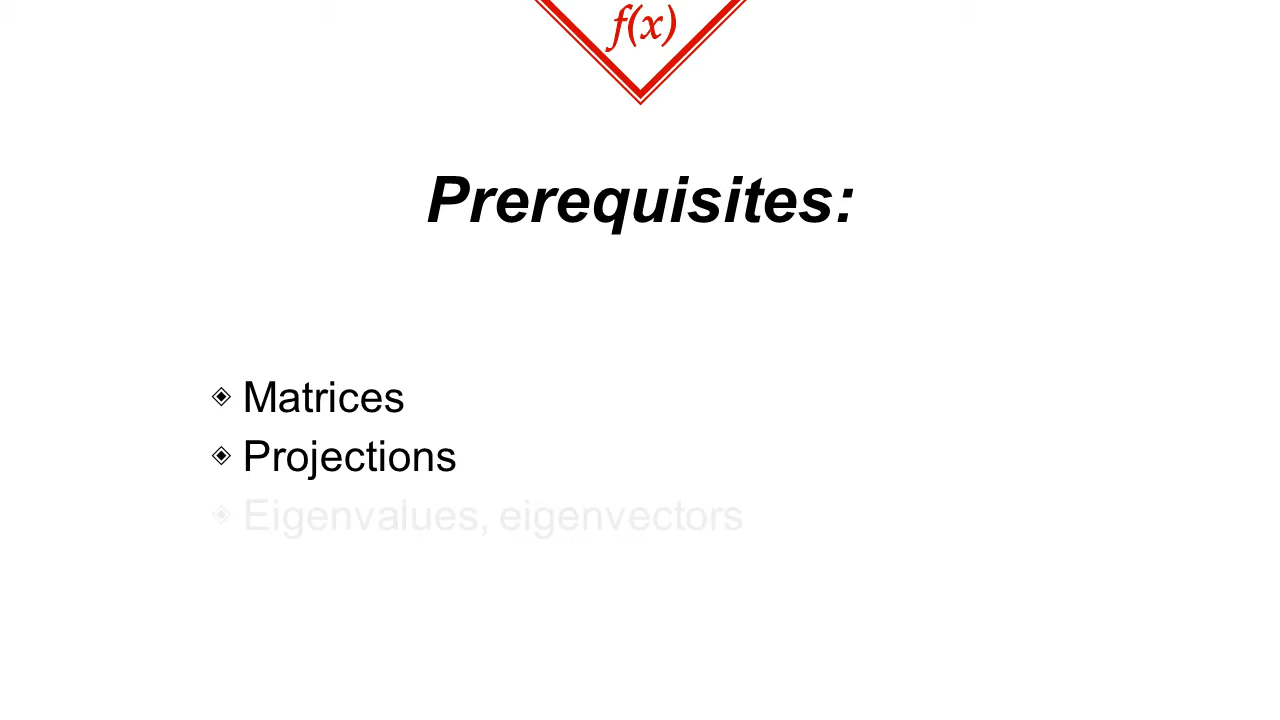 f(x)
Prerequisites:
◈ Matrices
◈ Projections
◈ Eigenvalues, eigenvectors